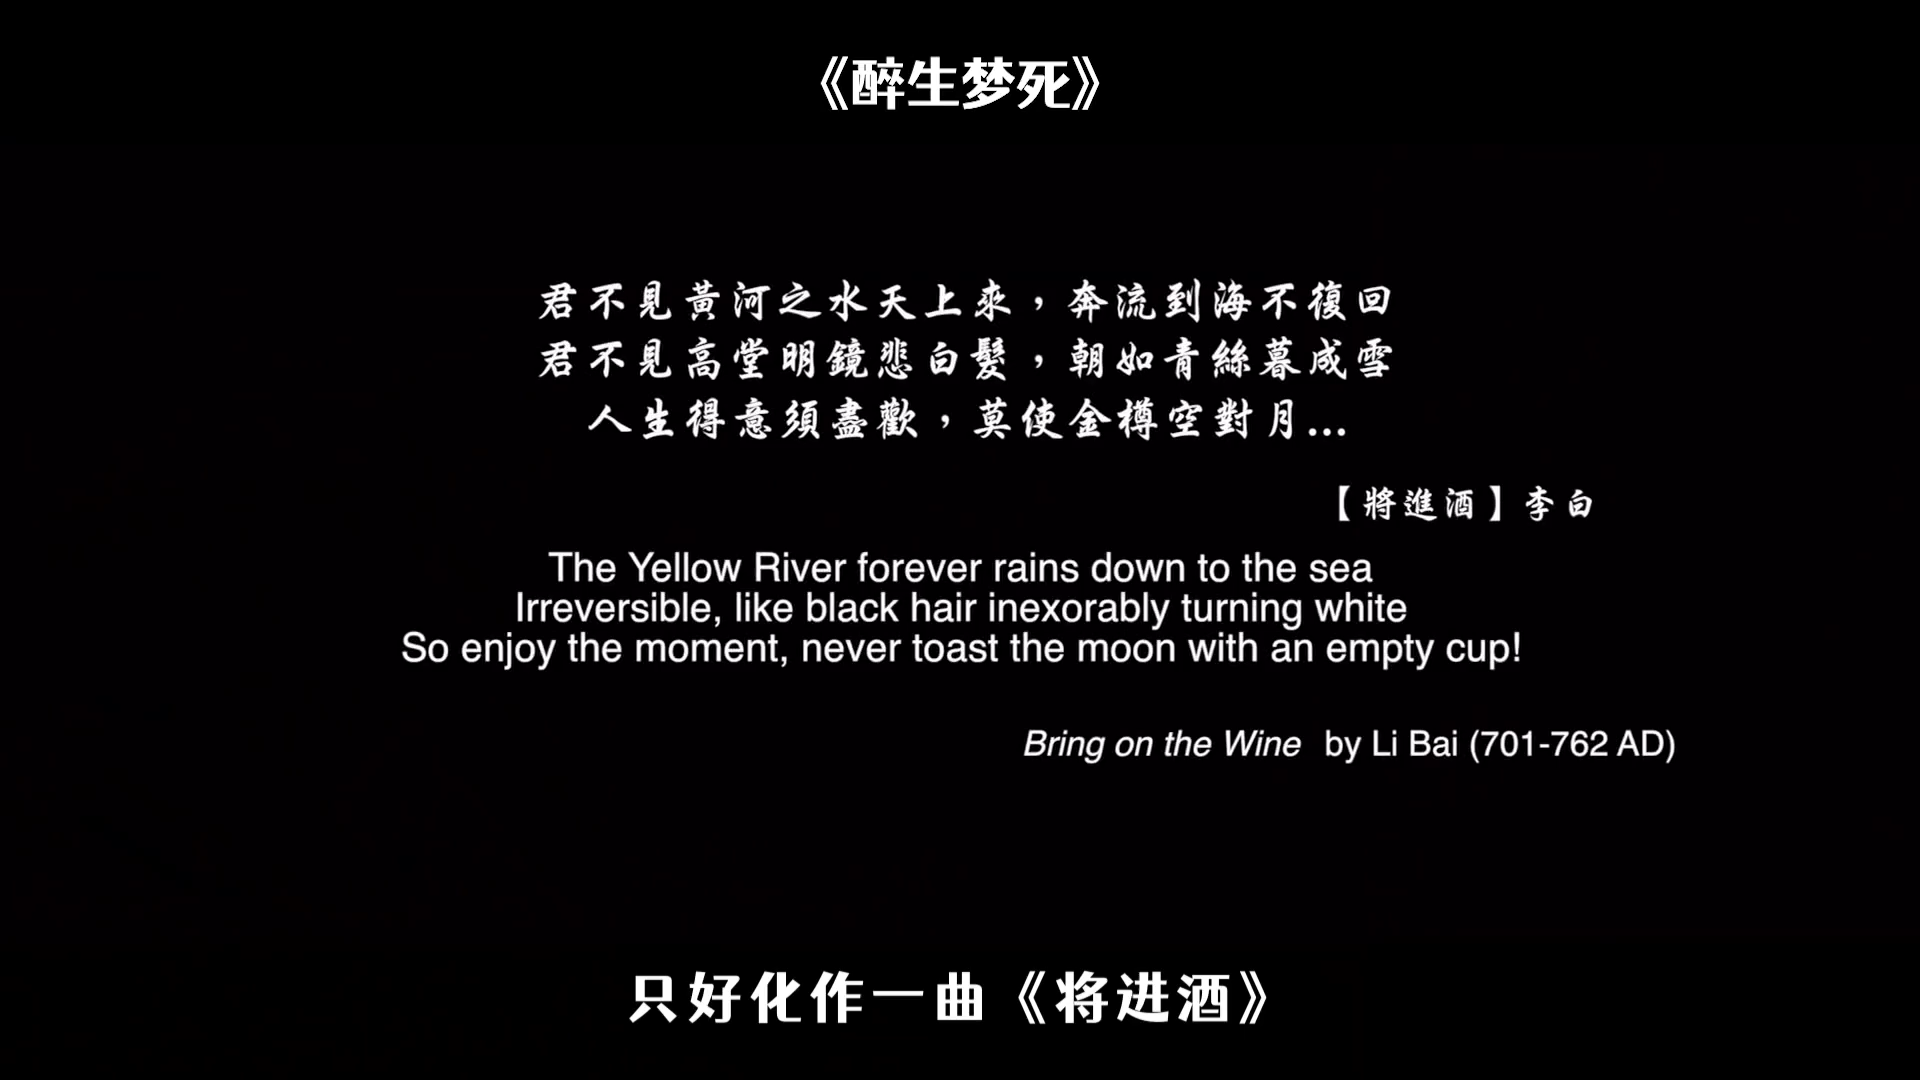 《醉生梦死》
君不見黃河之水天上來，奔流到海不復回
君不見高堂明鏡悲白髮，朝如青絲暮成雪
人生得意須盡歡，莫使金樽空對月...
【將進酒】李白
The Yellow River forever rains down to the sea
Irreversible, like black hair inexorably turning white
So enjoy the moment, never toast the moon with an empty cup!
Bring on the Wine by Li Bai (701-762 AD)
只好化作一曲《将进酒》